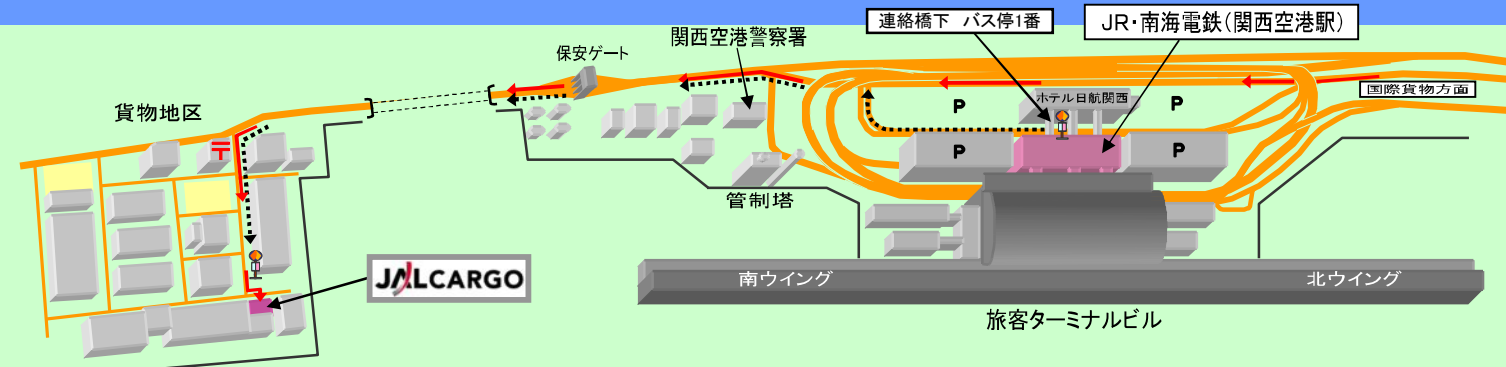 連絡橋下 バス停1番
JR・南海電鉄(関西空港駅)
関西空港警察署
保安ゲート
貨物地区
国際貨物方面
ホテル日航関西
P
P
P
P
〒
管制塔
JALCARGO
南ウイング
北ウイング
旅客ターミナルビル